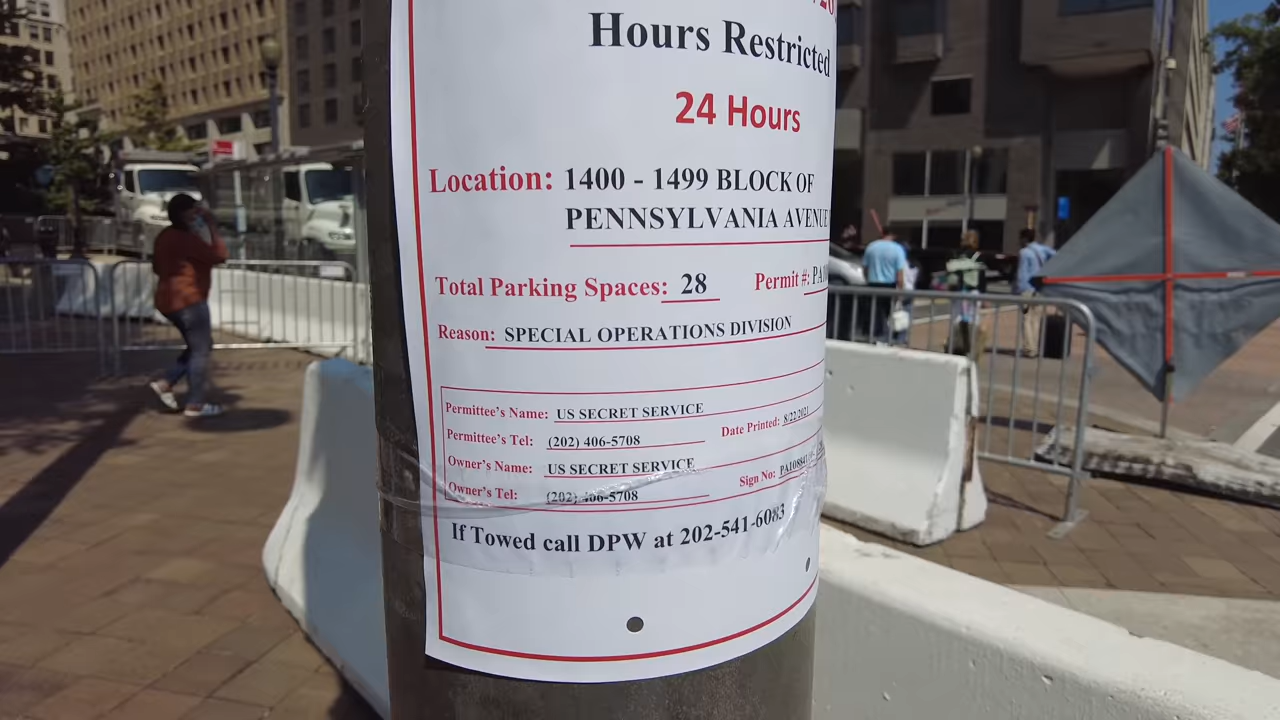 Hours Restricted
24 Hours
Location: 1400 - 1499 BLOCK OF
PENNSYLVANIA AVENUE
Total Parking Spaces: 28 Permit #: PA10
Reason: SPECIAL OPERATIONS DIVISION
Permittee's Name: US SECRET SERVICE
Permittee's Tel: (202) 406-5708 Date Printed: 8/22/2021
Owner's Name: US SECRET SERVICE
Owner's Tel: (202) 406-5708 Sign No:
If Towed call DPW at 202-541-6083